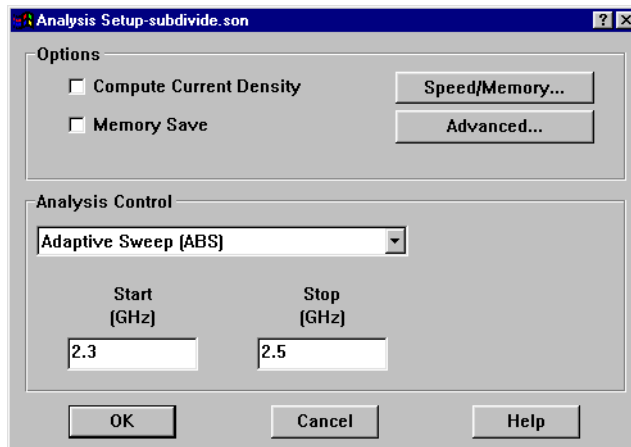 Analysis Setup-subdivide.son
Options
Compute Current Density
Speed/Memory...
Memory Save
Advanced...
Analysis Control
Adaptive Sweep (ABS)
Start Stop
(GHz) (GHz)
2.3 2.5
OK Cancel Help